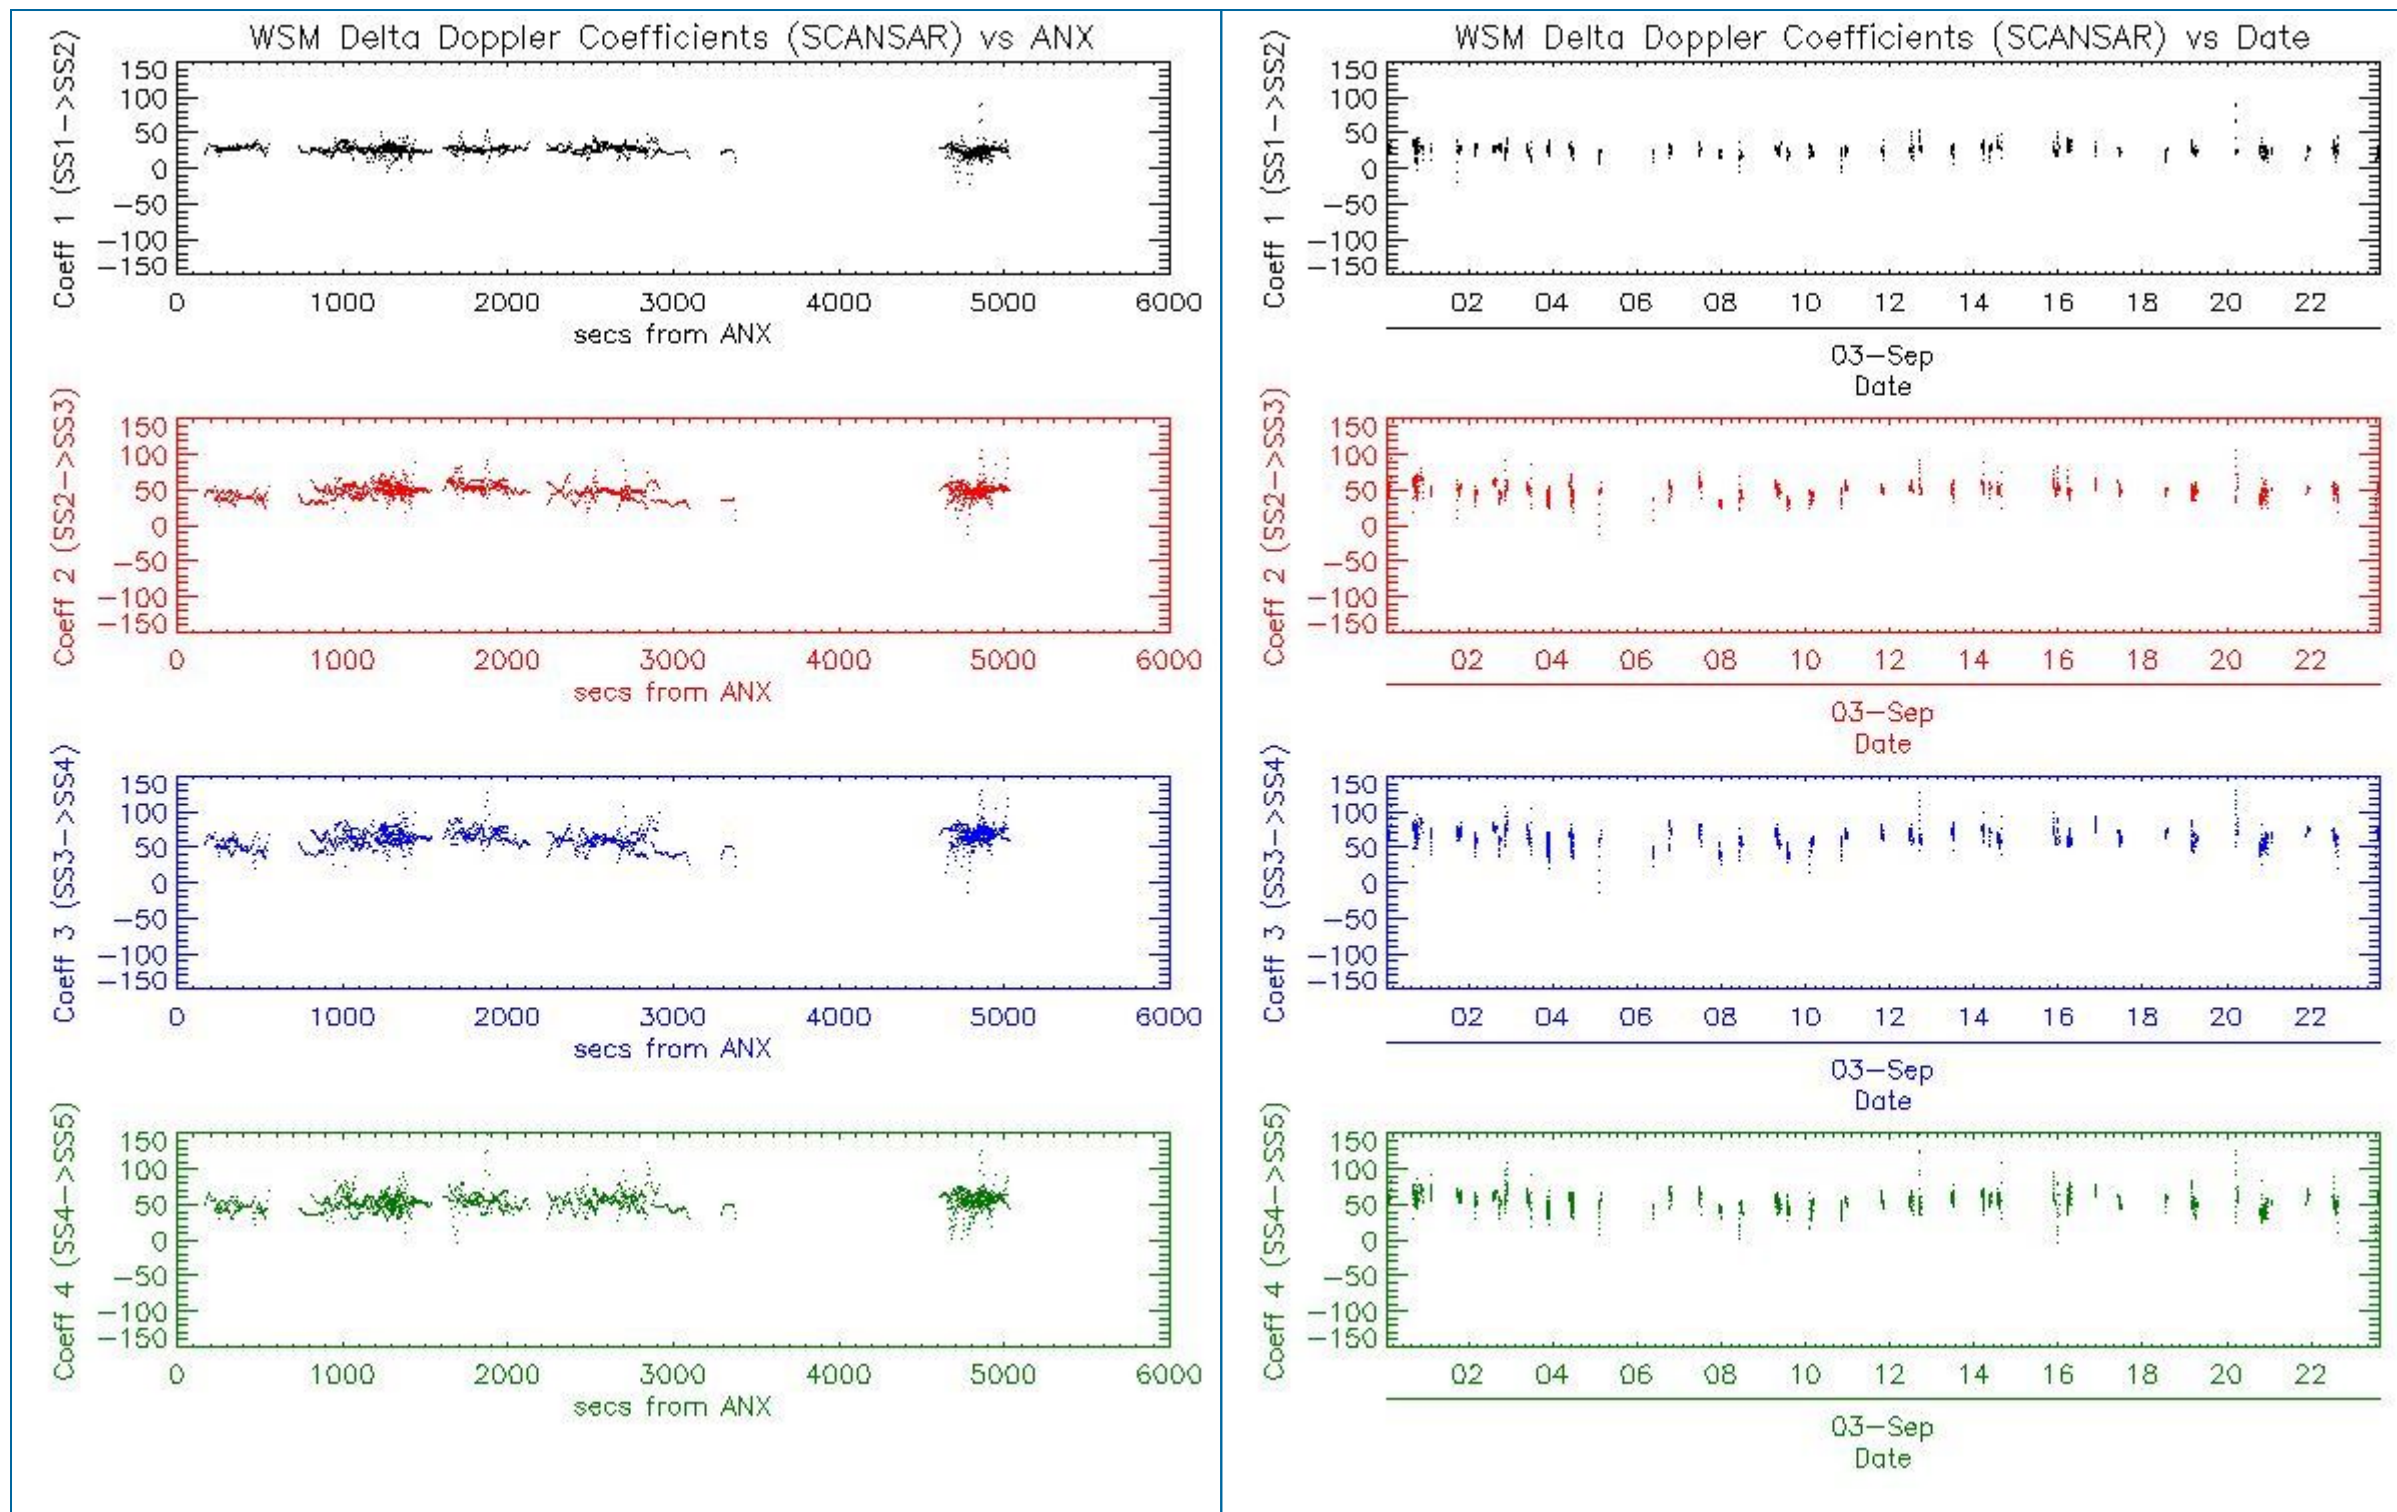 WSM Delta Doppler Coefficients (SCANSAR) vs ANX
Coeff 1 (SS1->SS2)
150
100
50
0
-50
-100
-150
0 1000 2000 3000 4000 5000 6000
secs from ANX
Coeff 2 (SS2->SS3)
150
100
50
0
-50
-100
-150
0 1000 2000 3000 4000 5000 6000
secs from ANX
Coeff 3 (SS3->SS4)
150
100
50
0
-50
-100
-150
0 1000 2000 3000 4000 5000 6000
secs from ANX
Coeff 4 (SS4->SS5)
150
100
50
0
-50
-100
-150
0 1000 2000 3000 4000 5000 6000
secs from ANX
WSM Delta Doppler Coefficients (SCANSAR) vs Date
Coeff 1 (SS1->SS2)
150
100
50
0
-50
-100
-150
02 04 06 08 10 12 14 16 18 20 22
03-Sep
Date
Coeff 2 (SS2->SS3)
150
100
50
0
-50
-100
-150
02 04 06 08 10 12 14 16 18 20 22
03-Sep
Date
Coeff 3 (SS3->SS4)
150
100
50
0
-50
-100
-150
02 04 06 08 10 12 14 16 18 20 22
03-Sep
Date
Coeff 4 (SS4->SS5)
150
100
50
0
-50
-100
-150
02 04 06 08 10 12 14 16 18 20 22
03-Sep
Date